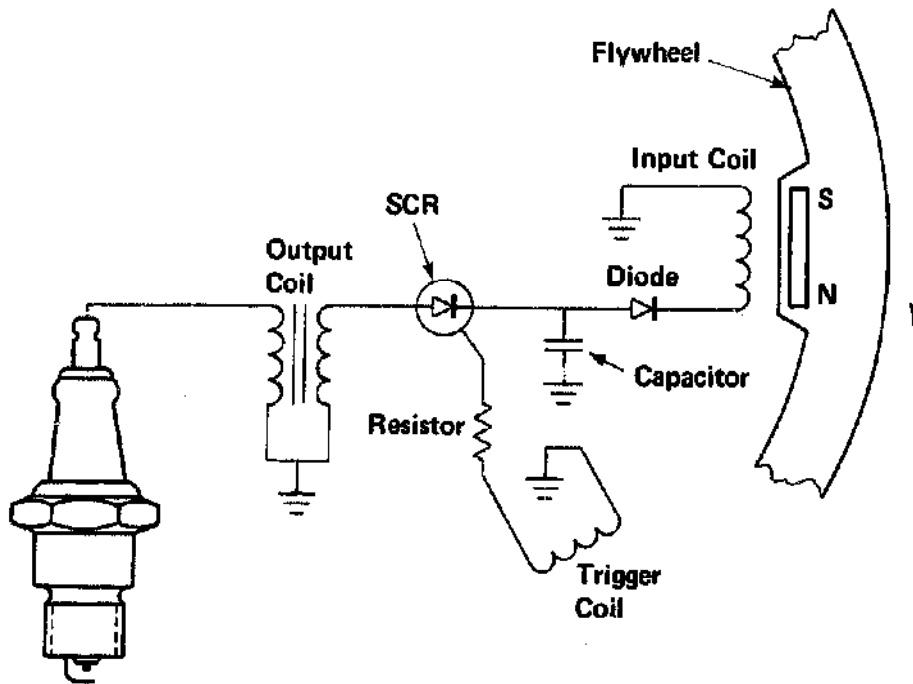 Flywheel
Input Coil
S
SCR
Output
Coil
Diode
N
Capacitor
Resistor
Trigger
Coil